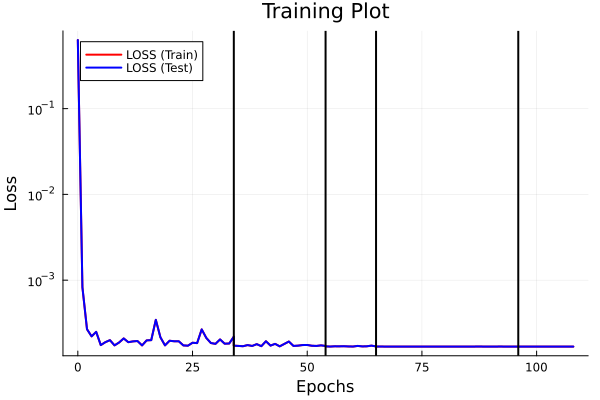 Training Plot
LOSS (Train)
LOSS (Test)
Loss
10^-1
10^-2
10^-3
0 25 50 75 100
Epochs